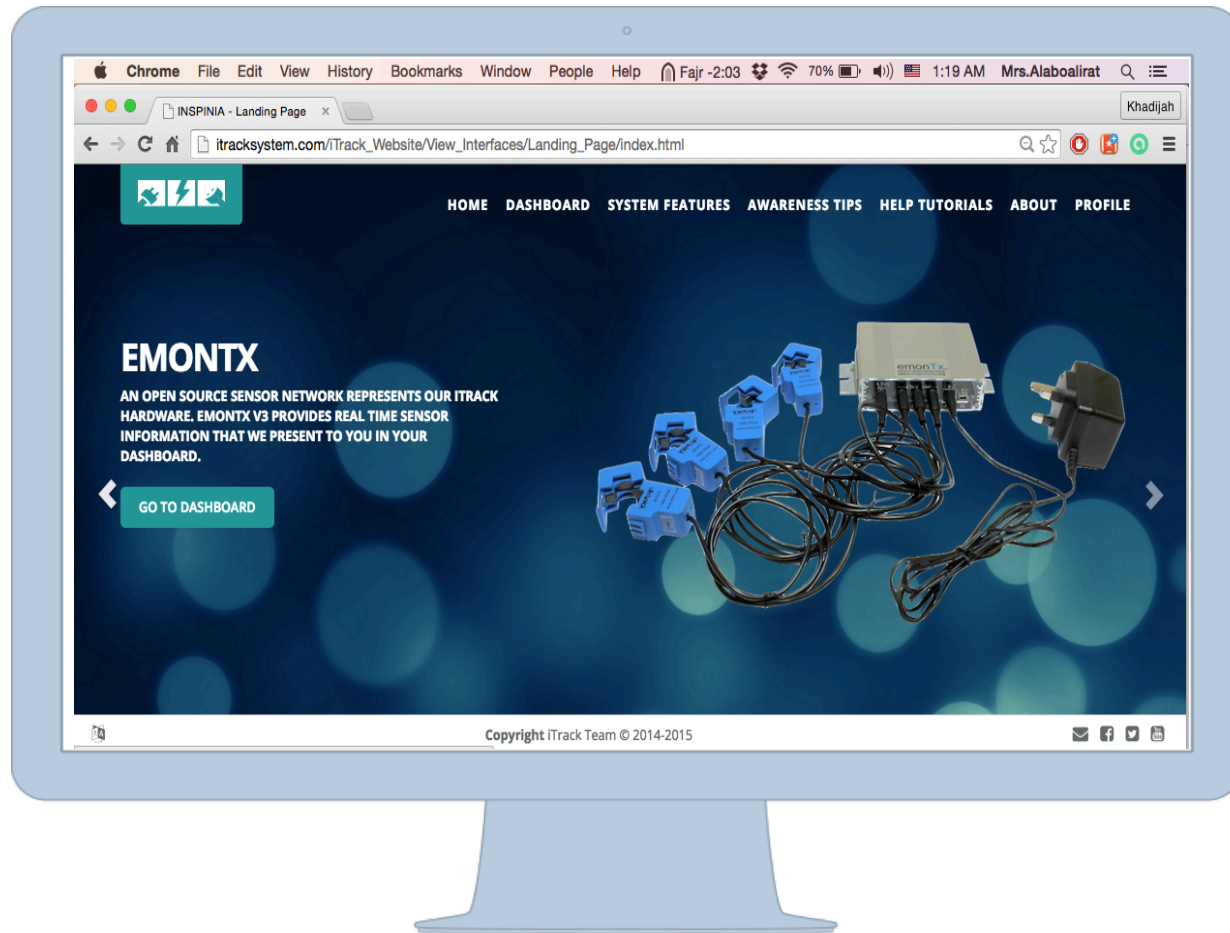 Chrome File Edit View History Bookmarks Window People Help Fajr -2:03 70% 1:19 AM Mrs.Alaboalirat
INSPINIA - Landing Page
Khadijah
itracksystem.com/iTrack_Website/View_Interfaces/Landing_Page/index.html
HOME DASHBOARD SYSTEM FEATURES AWARENESS TIPS HELP TUTORIALS ABOUT PROFILE
EMONTX
AN OPEN SOURCE SENSOR NETWORK REPRESENTS OUR ITRACK
HARDWARE. EMONTX V3 PROVIDES REAL TIME SENSOR
INFORMATION THAT WE PRESENT TO YOU IN YOUR
DASHBOARD.
GO TO DASHBOARD
emonTx
Copyright iTrack Team © 2014-2015